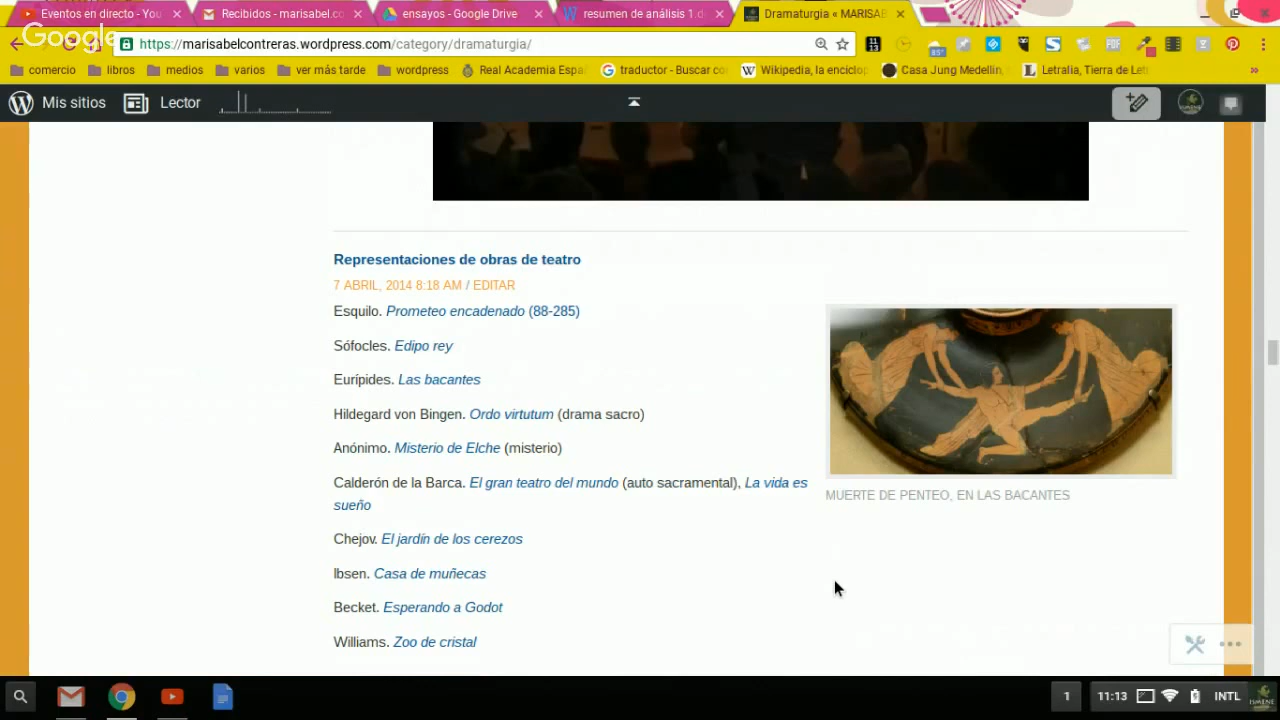 Eventos en directo - You
Recibidos - marisabel.co
ensayos - Google Drive
resumen de análisis 1.d
Dramaturgia « MARISAB
Google
https://marisabelcontreras.wordpress.com/category/dramaturgia/
comercio
libros
medios
varios
ver más tarde
wordpress
Real Academia Espa
traductor - Buscar co
Wikipedia, la enciclop
Casa Jung Medellin,
Letralia, Tierra de Let
Mis sitios
Lector
Representaciones de obras de teatro
7 ABRIL, 2014 8:18 AM / EDITAR
Esquilo. Prometeo encadenado (88-285)
Sófocles. Edipo rey
Eurípides. Las bacantes
Hildegard von Bingen. Ordo virtutum (drama sacro)
Anónimo. Misterio de Elche (misterio)
Calderón de la Barca. El gran teatro del mundo (auto sacramental), La vida es
sueño
Chejov. El jardín de los cerezos
Ibsen. Casa de muñecas
Becket. Esperando a Godot
Williams. Zoo de cristal
MUERTE DE PENTEO, EN LAS BACANTES
1
11:13
INTL